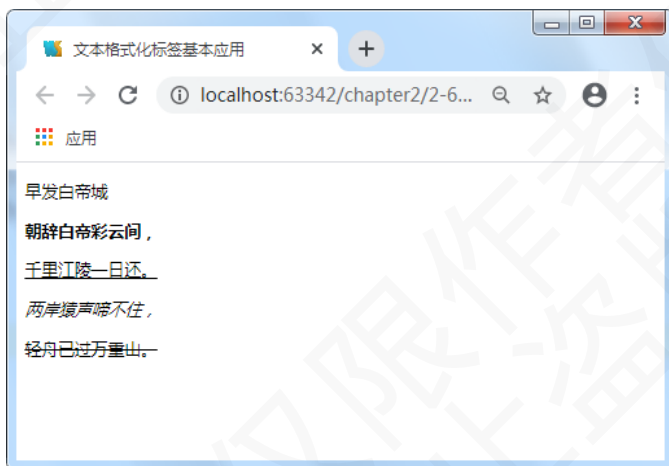 文本格式化标签基本应用
localhost:63342/chapter2/2-6...
应用
早发白帝城
朝辞白帝彩云间，
千里江陵一日还。
两岸猿声啼不住，
轻舟已过万重山。